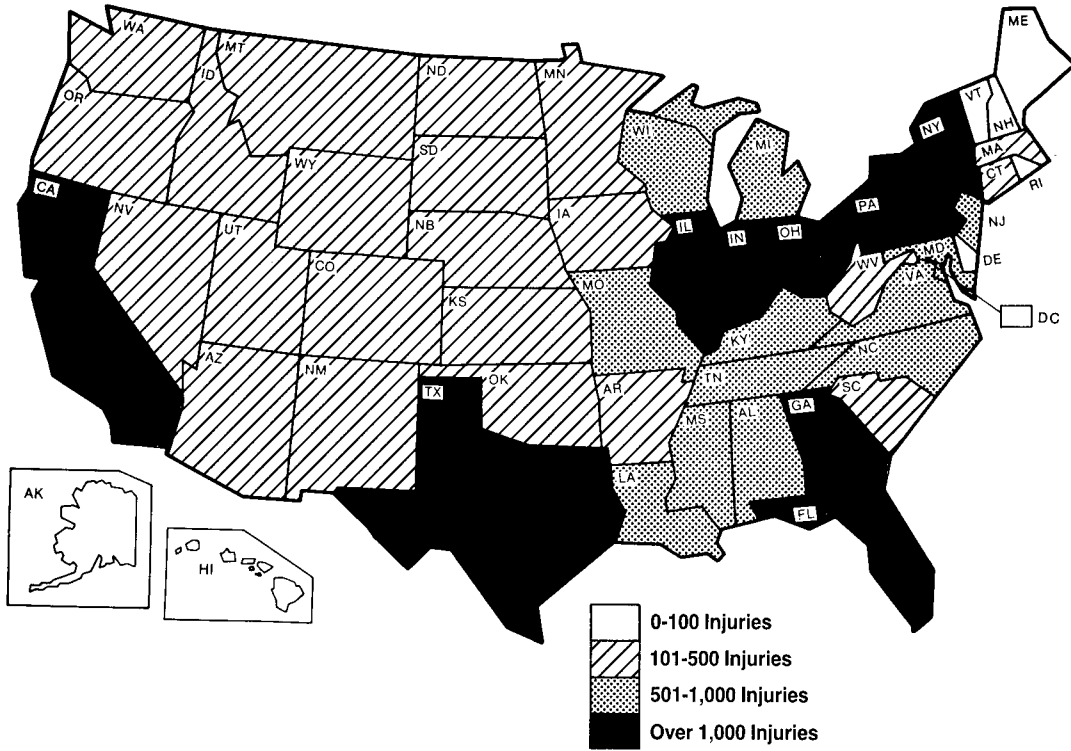 WA
MT
ME
ND
MN
ID
VT
OR
NY
NH
WI
MI
MA
SD
WY
CT
RI
CA
PA
NV
NB
IA
IL
IN
OH
NJ
UT
MD
WV
DE
CO
VA
MO
KS
DC
KY
NC
AZ
NM
OK
TN
TX
AR
SC
GA
MS
AL
LA
AK
FL
HI
0-100 Injuries
101-500 Injuries
501-1,000 Injuries
Over 1,000 Injuries